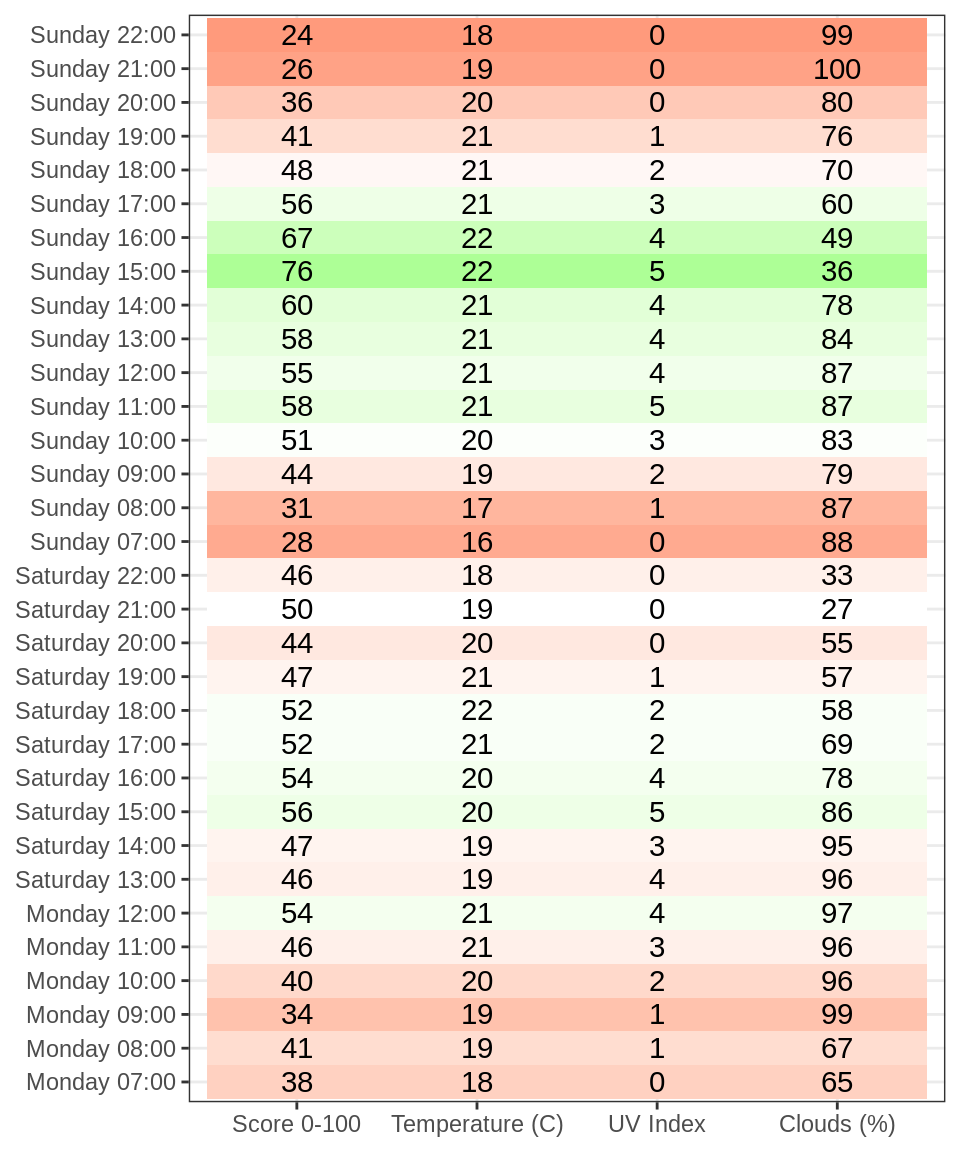 Sunday 22:00 24 18 0 99
Sunday 21:00 26 19 0 100
Sunday 20:00 36 20 0 80
Sunday 19:00 41 21 1 76
Sunday 18:00 48 21 2 70
Sunday 17:00 56 21 3 60
Sunday 16:00 67 22 4 49
Sunday 15:00 76 22 5 36
Sunday 14:00 60 21 4 78
Sunday 13:00 58 21 4 84
Sunday 12:00 55 21 4 87
Sunday 11:00 58 21 5 87
Sunday 10:00 51 20 3 83
Sunday 09:00 44 19 2 79
Sunday 08:00 31 17 1 87
Sunday 07:00 28 16 0 88
Saturday 22:00 46 18 0 33
Saturday 21:00 50 19 0 27
Saturday 20:00 44 20 0 55
Saturday 19:00 47 21 1 57
Saturday 18:00 52 22 2 58
Saturday 17:00 52 21 2 69
Saturday 16:00 54 20 4 78
Saturday 15:00 56 20 5 86
Saturday 14:00 47 19 3 95
Saturday 13:00 46 19 4 96
Monday 12:00 54 21 4 97
Monday 11:00 46 21 3 96
Monday 10:00 40 20 2 96
Monday 09:00 34 19 1 99
Monday 08:00 41 19 1 67
Monday 07:00 38 18 0 65
Score 0-100 Temperature (C) UV Index Clouds (%)